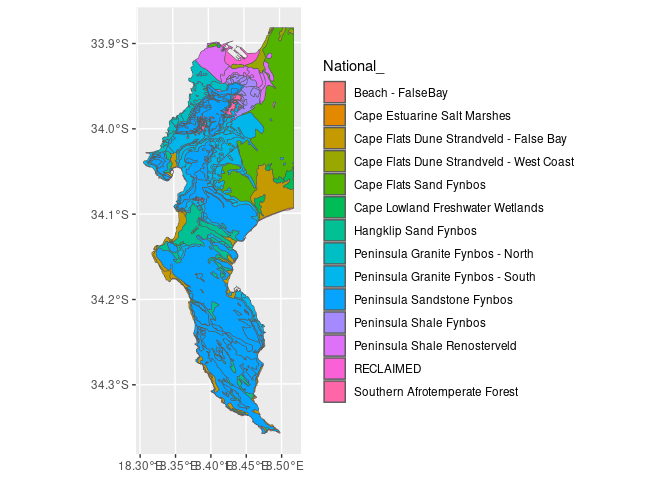 National_
33.9°S
34.0°S
34.1°S
34.2°S
34.3°S
18.30°E 18.35°E 18.40°E 18.45°E 18.50°E
Beach - FalseBay
Cape Estuarine Salt Marshes
Cape Flats Dune Strandveld - False Bay
Cape Flats Dune Strandveld - West Coast
Cape Flats Sand Fynbos
Cape Lowland Freshwater Wetlands
Hangklip Sand Fynbos
Peninsula Granite Fynbos - North
Peninsula Granite Fynbos - South
Peninsula Sandstone Fynbos
Peninsula Shale Fynbos
Peninsula Shale Renosterveld
RECLAIMED
Southern Afrotemperate Forest